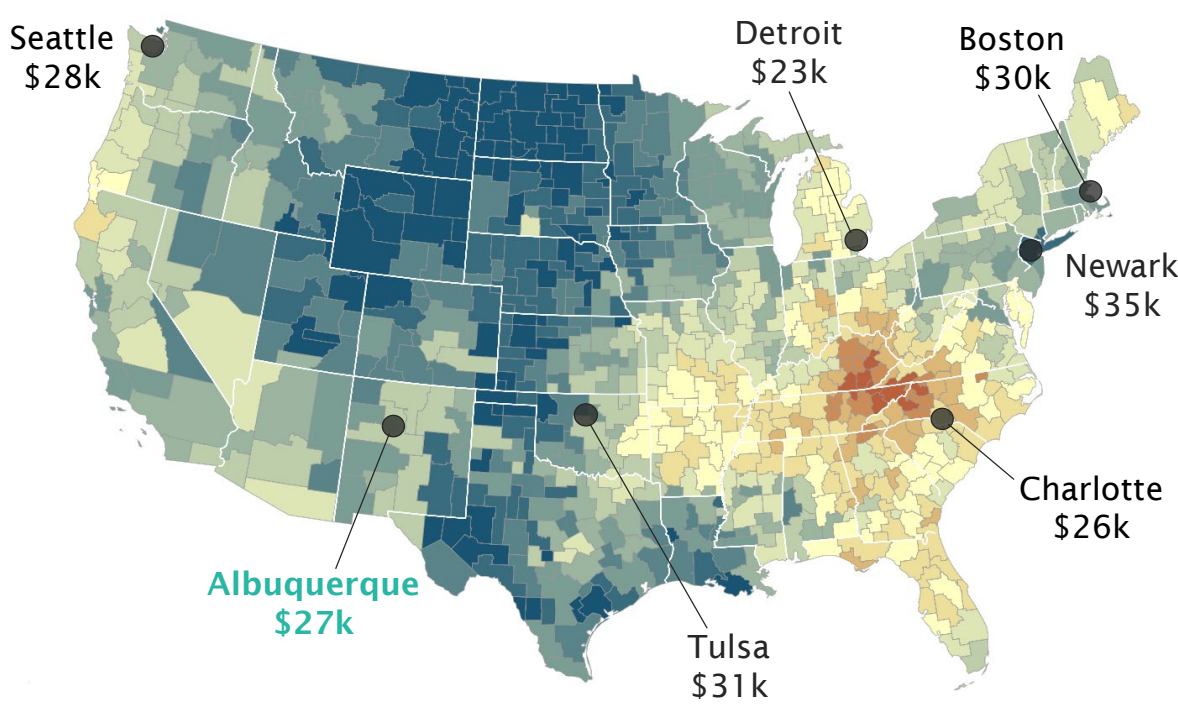 Seattle
$28k
Detroit
$23k
Boston
$30k
Newark
$35k
Charlotte
$26k
Albuquerque
$27k
Tulsa
$31k